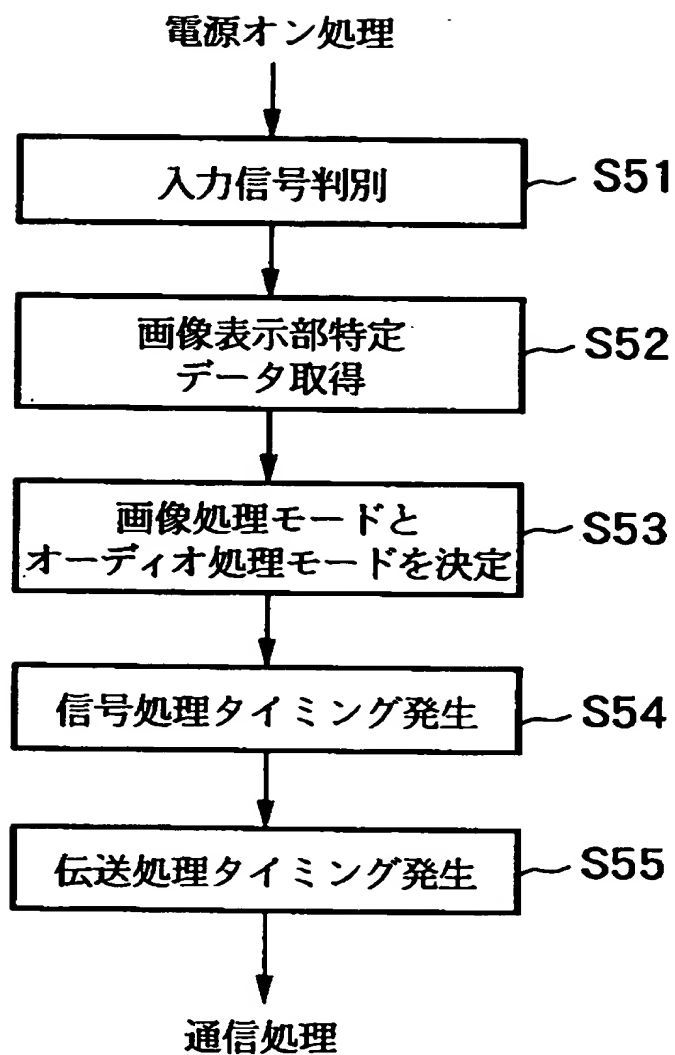 電源オン処理
入力信号判別
S51
画像表示部特定
データ取得
S52
画像処理モードと
オーディオ処理モードを決定
S53
信号処理タイミング発生
S54
伝送処理タイミング発生
S55
通信処理